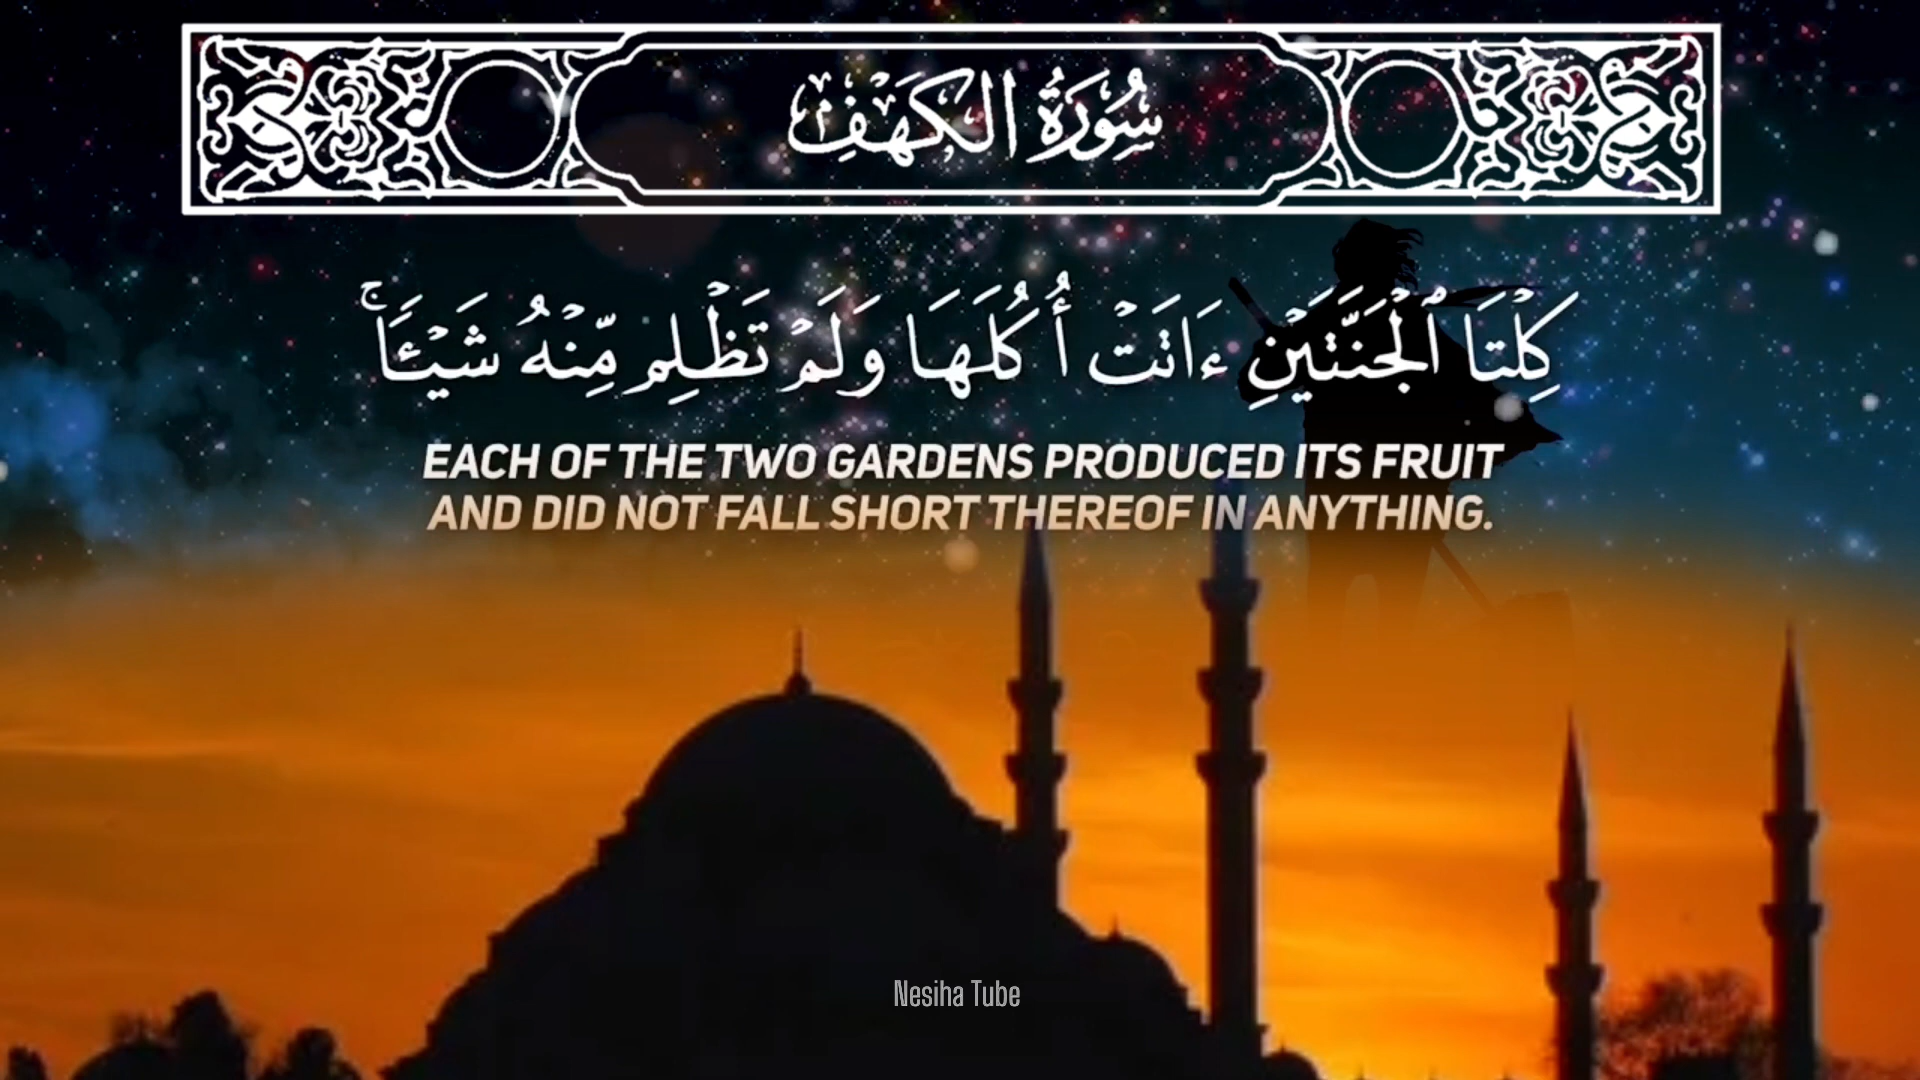 سُورَةُ الكَهْفِ
كِلْتَا ٱلْجَنَّتَيْنِ ءَاتَتْ أُكُلَهَا وَلَمْ تَظْلِم مِّنْهُ شَيْـًٔا ۚ
EACH OF THE TWO GARDENS PRODUCED ITS FRUIT
AND DID NOT FALL SHORT THEREOF IN ANYTHING.
Nesiha Tube